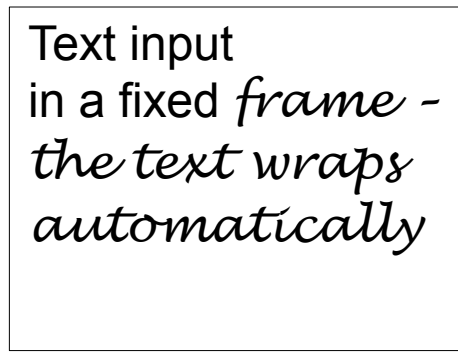 Text input
in a fixed frame –
the text wraps
automatically